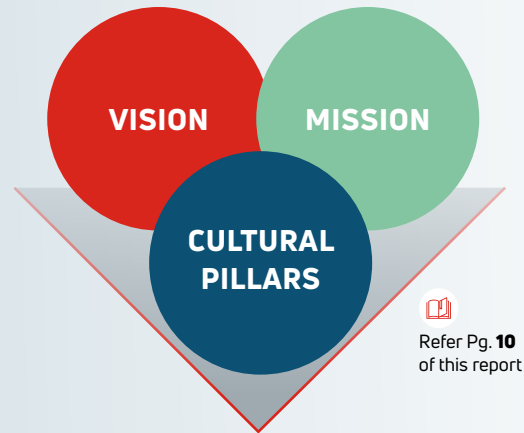 VISION
MISSION
CULTURAL
PILLARS
Refer Pg. 10
of this report